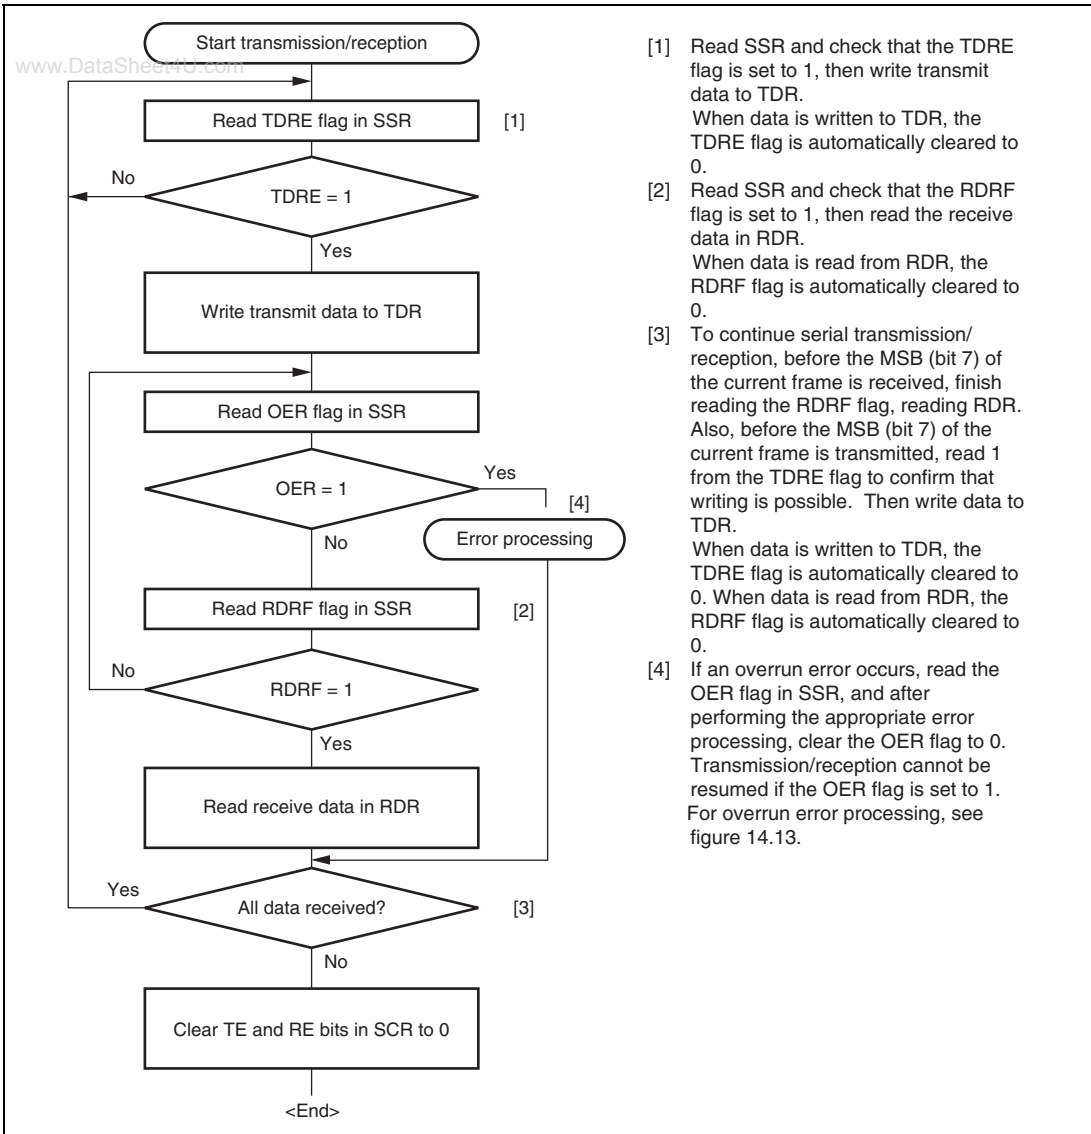 Start transmission/reception
www.DataSheet4U.com
Read TDRE flag in SSR
[1]
No
TDRE = 1
Yes
Write transmit data to TDR
Read OER flag in SSR
OER = 1
Yes
[4]
No
Error processing
Read RDRF flag in SSR
[2]
No
RDRF = 1
Yes
Read receive data in RDR
Yes
All data received?
[3]
No
Clear TE and RE bits in SCR to 0
<End>
[1] Read SSR and check that the TDRE
flag is set to 1, then write transmit
data to TDR.
When data is written to TDR, the
TDRE flag is automatically cleared to
0.
[2] Read SSR and check that the RDRF
flag is set to 1, then read the receive
data in RDR.
When data is read from RDR, the
RDRF flag is automatically cleared to
0.
[3] To continue serial transmission/
reception, before the MSB (bit 7) of
the current frame is received, finish
reading the RDRF flag, reading RDR.
Also, before the MSB (bit 7) of the
current frame is transmitted, read 1
from the TDRE flag to confirm that
writing is possible. Then write data to
TDR.
When data is written to TDR, the
TDRE flag is automatically cleared to
0. When data is read from RDR, the
RDRF flag is automatically cleared to
0.
[4] If an overrun error occurs, read the
OER flag in SSR, and after
performing the appropriate error
processing, clear the OER flag to 0.
Transmission/reception cannot be
resumed if the OER flag is set to 1.
For overrun error processing, see
figure 14.13.